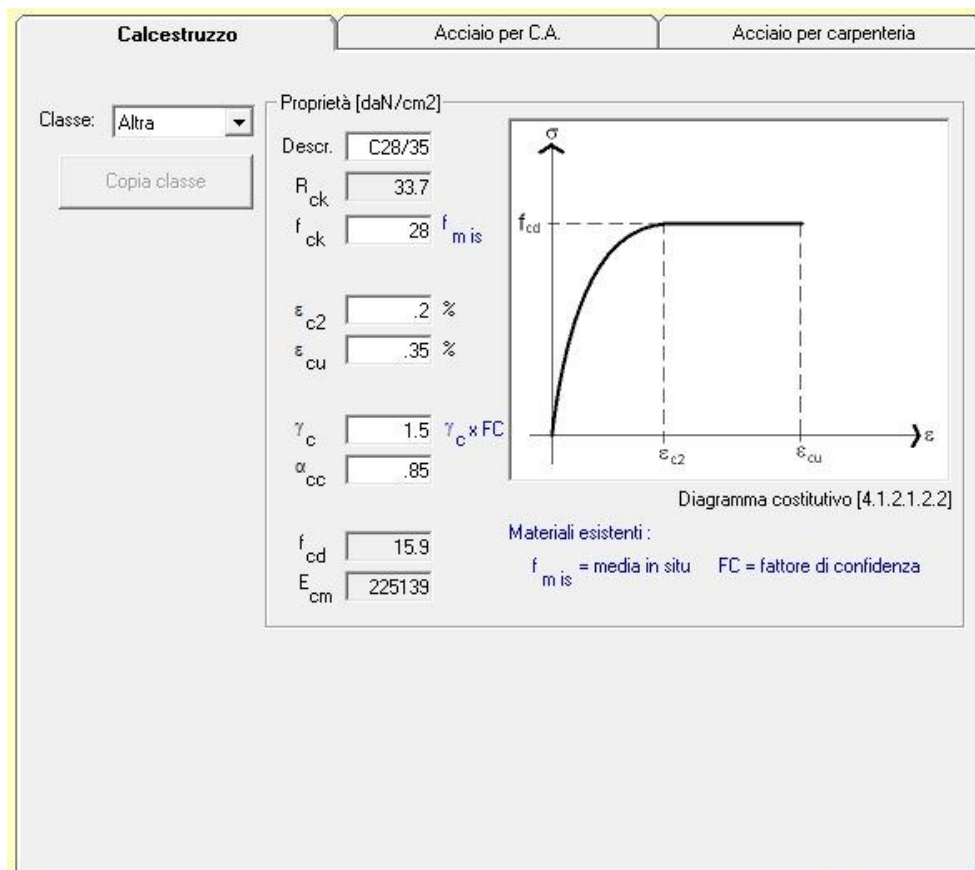 Calcestruzzo
Acciaio per C.A.
Acciaio per carpenteria
Classe: Altra
Copia classe
Proprietà [daN/cm2]
Descr. C28/35
R ck 33.7
f ck 28 f m is
ε c2 .2 %
ε cu .35 %
γ c 1.5 γ c x FC
α cc .85
f cd 15.9
E cm 225139
σ
f cd
ε c2
ε cu
ε
Diagramma costitutivo [4.1.2.1.2.2]
Materiali esistenti :
f m is = media in situ FC = fattore di confidenza